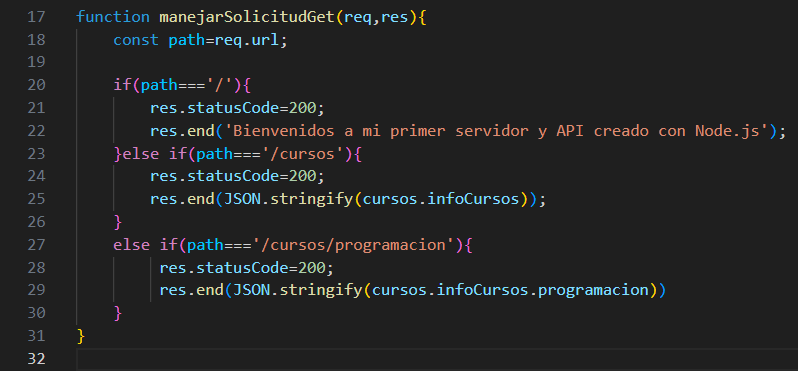 17 function manejarSolicitudGet(req,res){
18 const path=req.url;
19
20 if(path==='/'){
21 res.statusCode=200;
22 res.end('Bienvenidos a mi primer servidor y API creado con Node.js');
23 }else if(path==='/cursos'){
24 res.statusCode=200;
25 res.end(JSON.stringify(cursos.infoCursos));
26 }
27 else if(path==='/cursos/programacion'){
28 res.statusCode=200;
29 res.end(JSON.stringify(cursos.infoCursos.programacion))
30 }
31 }
32